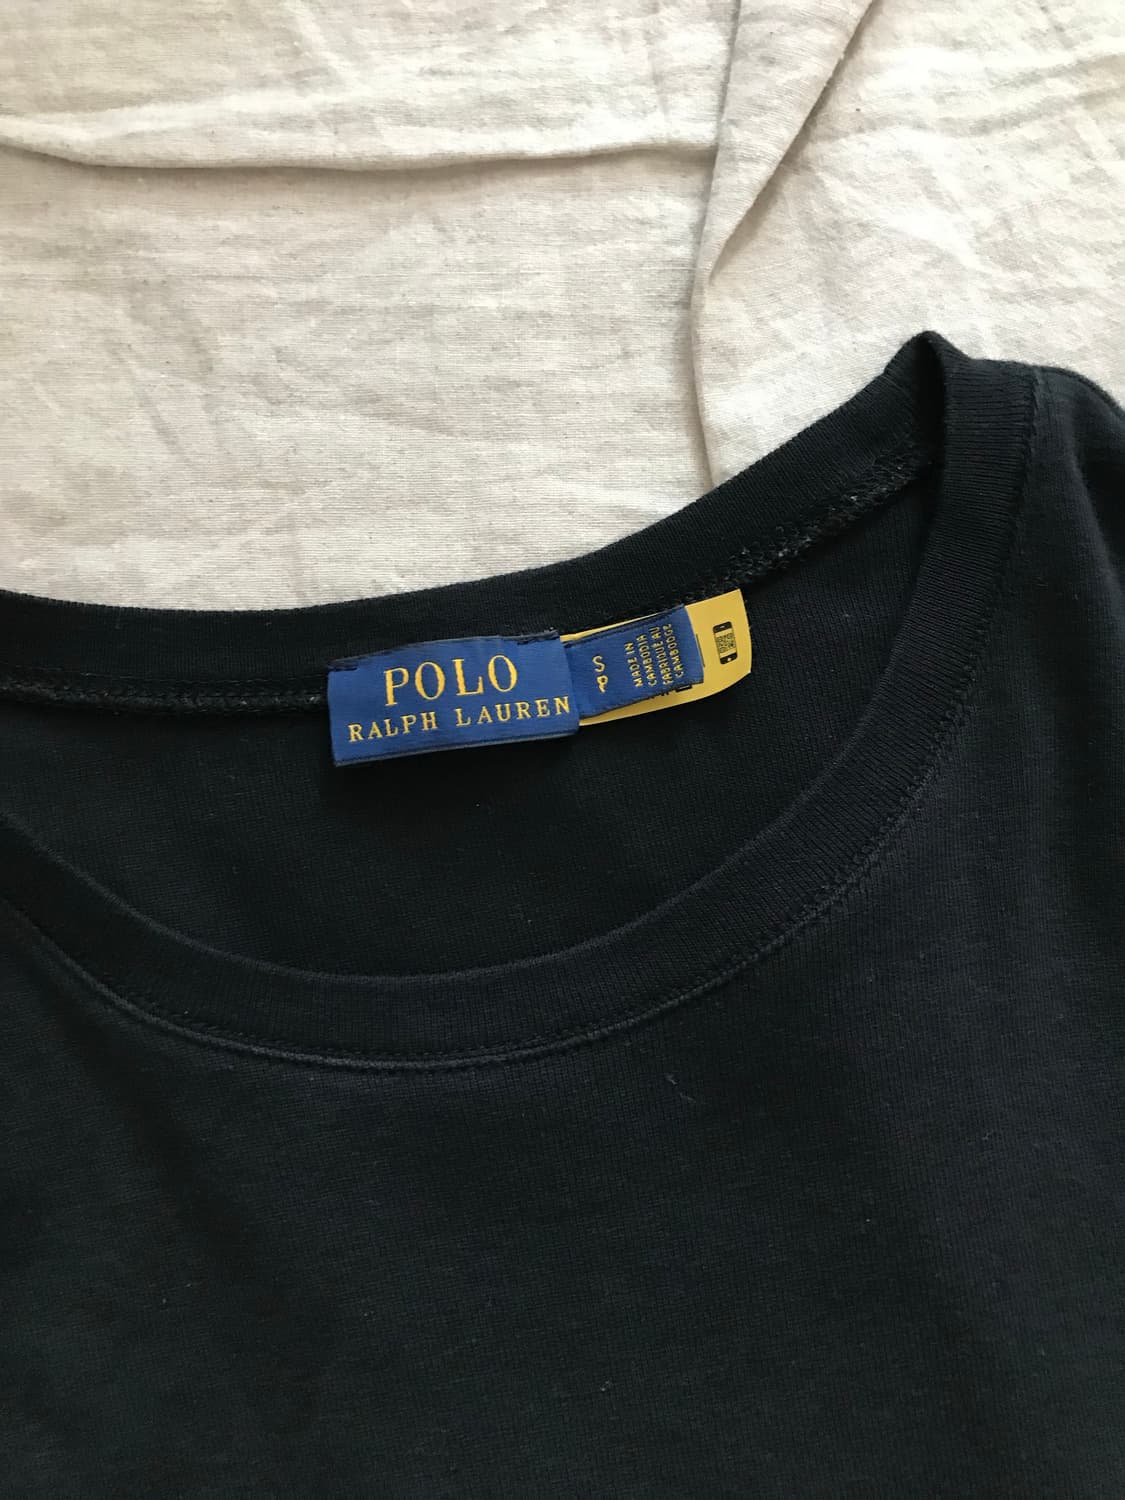 POLO
RALPH LAUREN
S
P
MADE IN
CAMBODIA
FABRIQUÉ AU
CAMBODGE